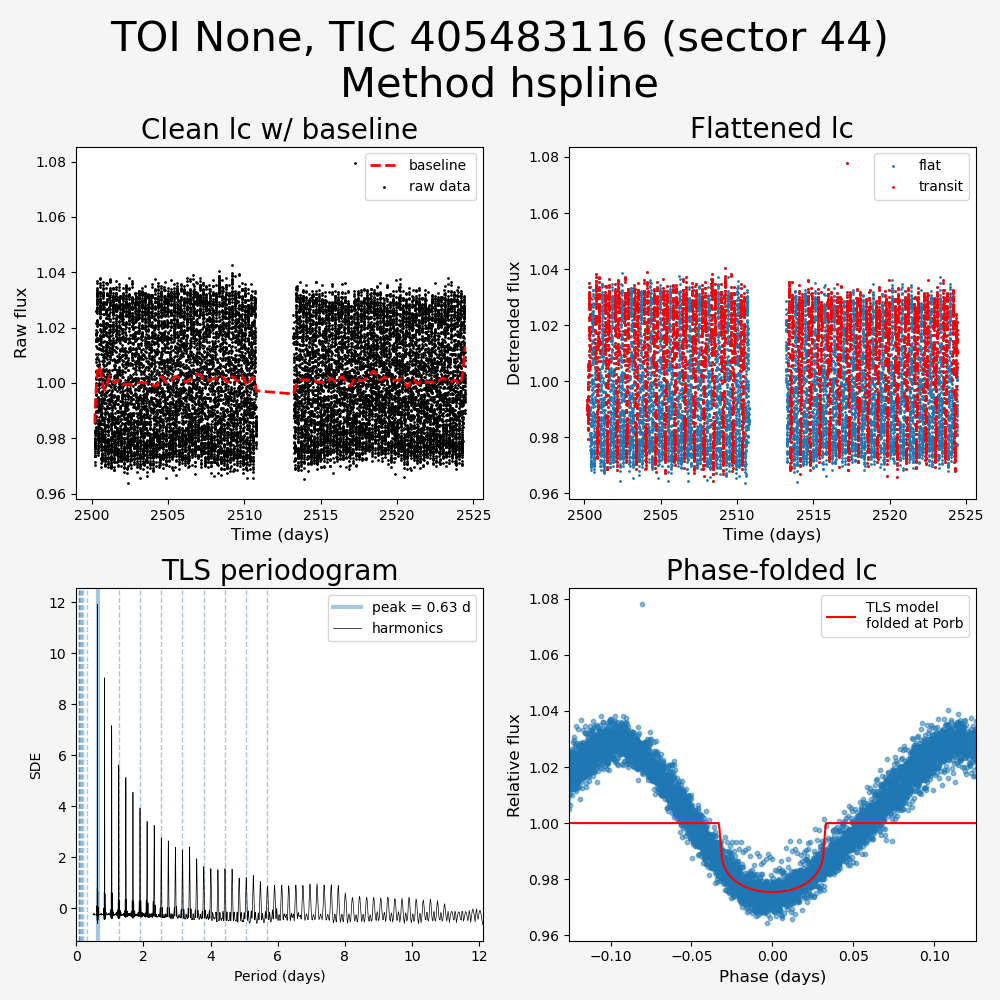 TOI None, TIC 405483116 (sector 44)
Method hspline
Clean lc w/ baseline
Raw flux
1.08
1.06
1.04
1.02
1.00
0.98
0.96
baseline
raw data
2500
2505
2510
2515
2520
2525
Time (days)
Flattened lc
Detrended flux
1.08
1.06
1.04
1.02
1.00
0.98
0.96
flat
transit
2500
2505
2510
2515
2520
2525
Time (days)
TLS periodogram
SDE
12
10
8
6
4
2
0
peak = 0.63 d
harmonics
0
2
4
6
8
10
12
Period (days)
Phase-folded lc
Relative flux
1.08
1.06
1.04
1.02
1.00
0.98
0.96
TLS model
folded at Porb
−0.10
−0.05
0.00
0.05
0.10
Phase (days)